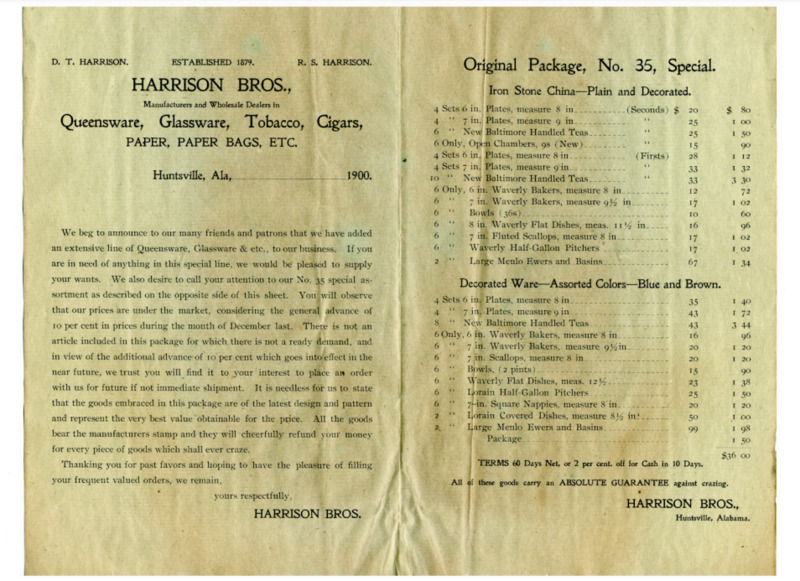 D. T. HARRISON. ESTABLISHED 1879. R. S. HARRISON.
HARRISON BROS.,
Manufacturers and Wholesale Dealers in
Queensware, Glassware, Tobacco, Cigars,
PAPER, PAPER BAGS, ETC.
Huntsville, Ala, 1900.
We beg to announce to our many friends and patrons that we have added
an extensive line of Queensware, Glassware & etc., to our business. If you
are in need of anything in this special line, we would be pleased to supply
your wants. We also desire to call your attention to our No. 35 special as-
sortment as described on the opposite side of this sheet. You will observe
that our prices are under the market, considering the general advance of
10 per cent in prices during the month of December last. There is not an
article included in this package for which there is not a ready demand, and
in view of the additional advance of 10 per cent which goes into effect in the
near future, we trust you will find it to your interest to place an order
with us for future if not immediate shipment. It is needless for us to state
that the goods embraced in this package are of the latest design and pattern
and represent the very best value obtainable for the price. All the goods
bear the manufacturers stamp and they will cheerfully refund your money
for every piece of goods which shall ever craze.
Thanking you for past favors and hoping to have the pleasure of filling
your frequent valued orders, we remain,
yours respectfully,
HARRISON BROS.
Original Package, No. 35, Special.
Iron Stone China—Plain and Decorated.
4 Sets 6 in. Plates, measure 8 in (Seconds) $ 20 $ 80
4 " 7 in. Plates, measure 9 in " 25 1 00
6 " New Baltimore Handled Teas " 25 1 50
6 Only, Open Chambers, 9s (New) 15 90
4 Sets 6 in. Plates, measure 8 in (Firsts) 28 1 12
4 Sets 7 in. Plates, measure 9 in " 33 1 32
10 " New Baltimore Handled Teas " 33 3 30
6 Only, 6 in. Waverly Bakers, measure 8 in 12 72
6 " 7 in. Waverly Bakers, measure 9½ in 17 1 02
6 " Bowls (36s) 10 60
6 " 8 in. Waverly Flat Dishes, meas. 11½ in 16 96
6 " 7 in. Fluted Scallops, measure 8 in 17 1 02
6 " Waverly Half-Gallon Pitchers 17 1 02
2 " Large Menlo Ewers and Basins 67 1 34
Decorated Ware—Assorted Colors—Blue and Brown.
4 Sets 6 in. Plates, measure 8 in 35 1 40
4 " 7 in. Plates, measure 9 in 43 1 72
8 " New Baltimore Handled Teas 43 3 44
6 Only, 6 in. Waverly Bakers, measure 8 in 16 96
6 " 7 in. Waverly Bakers, measure 9½ in 20 1 20
6 " 7 in. Scallops, measure 8 in 20 1 20
6 " Bowls, (2 pints) 15 90
6 " Waverly Flat Dishes, meas. 12½ 23 1 38
6 " Lorain Half-Gallon Pitchers 25 1 50
6 " 7-in. Square Nappies, measure 8 in 20 1 20
2 " Lorain Covered Dishes, measure 8½ in 50 1 00
2 " Large Menlo Ewers and Basins 99 1 98
Package 1 50
$36 00
TERMS 60 Days Net, or 2 per cent. off for Cash in 10 Days.
All of these goods carry an ABSOLUTE GUARANTEE against crazing.
HARRISON BROS.,
Huntsville, Alabama.